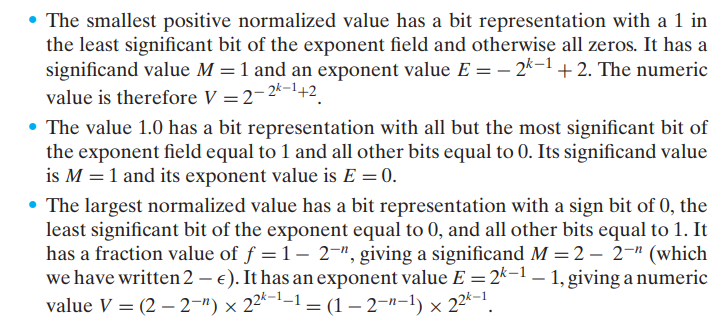 • The smallest positive normalized value has a bit representation with a 1 in
the least significant bit of the exponent field and otherwise all zeros. It has a
significand value M = 1 and an exponent value E = − 2^{k−1} + 2. The numeric
value is therefore V = 2^{−2^{k−1}+2}.
• The value 1.0 has a bit representation with all but the most significant bit of
the exponent field equal to 1 and all other bits equal to 0. Its significand value
is M = 1 and its exponent value is E = 0.
• The largest normalized value has a bit representation with a sign bit of 0, the
least significant bit of the exponent equal to 0, and all other bits equal to 1. It
has a fraction value of f = 1 − 2^{−n}, giving a significand M = 2 − 2^{−n} (which
we have written 2 − ϵ). It has an exponent value E = 2^{k−1} − 1, giving a numeric
value V = (2 − 2^{−n}) × 2^{2^{k−1}−1} = (1 − 2^{−n−1}) × 2^{2^{k−1}}.